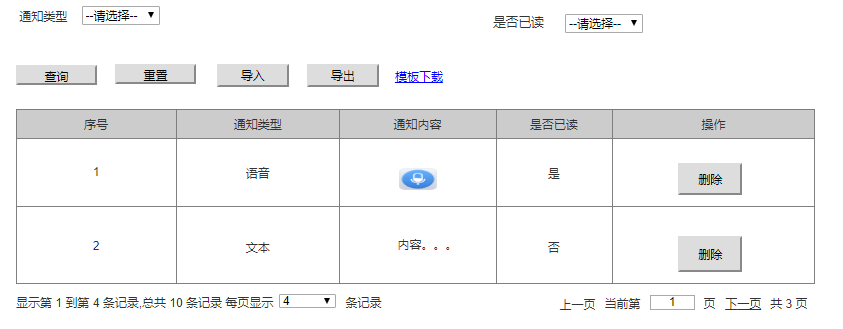 通知类型 --请选择-- 是否已读 --请选择--
查询 重置 导入 导出 模板下载
序号 通知类型 通知内容 是否已读 操作
1 语音 是 删除
2 文本 内容。。。 否 删除
显示第 1 到第 4 条记录,总共 10 条记录 每页显示 4 条记录 上一页 当前第 1 页 下一页 共 3 页